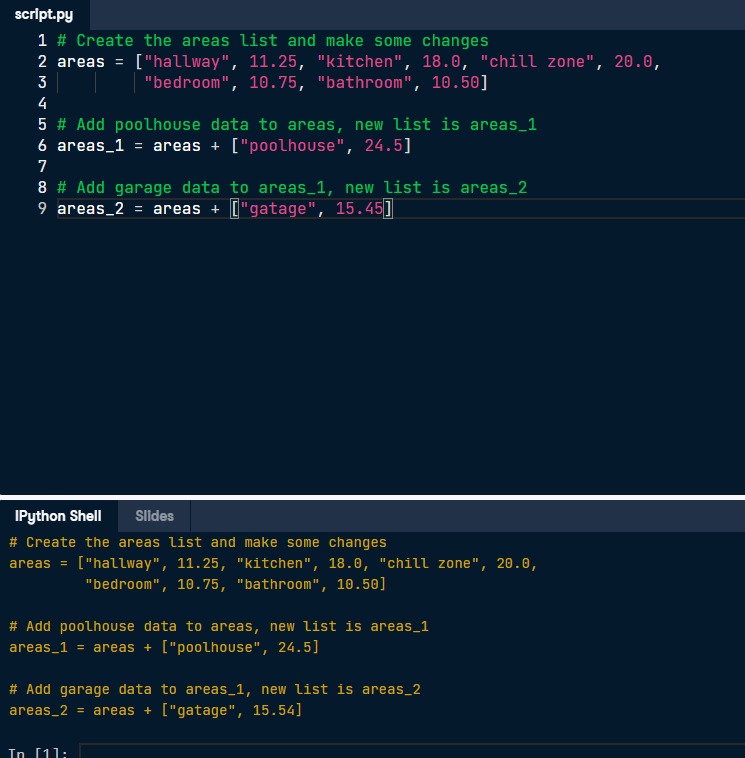 script.py
1 # Create the areas list and make some changes
2 areas = ["hallway", 11.25, "kitchen", 18.0, "chill zone", 20.0,
3          "bedroom", 10.75, "bathroom", 10.50]
4
5 # Add poolhouse data to areas, new list is areas_1
6 areas_1 = areas + ["poolhouse", 24.5]
7
8 # Add garage data to areas_1, new list is areas_2
9 areas_2 = areas + ["gatage", 15.45]
IPython Shell Slides
# Create the areas list and make some changes
areas = ["hallway", 11.25, "kitchen", 18.0, "chill zone", 20.0,
         "bedroom", 10.75, "bathroom", 10.50]
# Add poolhouse data to areas, new list is areas_1
areas_1 = areas + ["poolhouse", 24.5]
# Add garage data to areas_1, new list is areas_2
areas_2 = areas + ["gatage", 15.54]
In [1]: